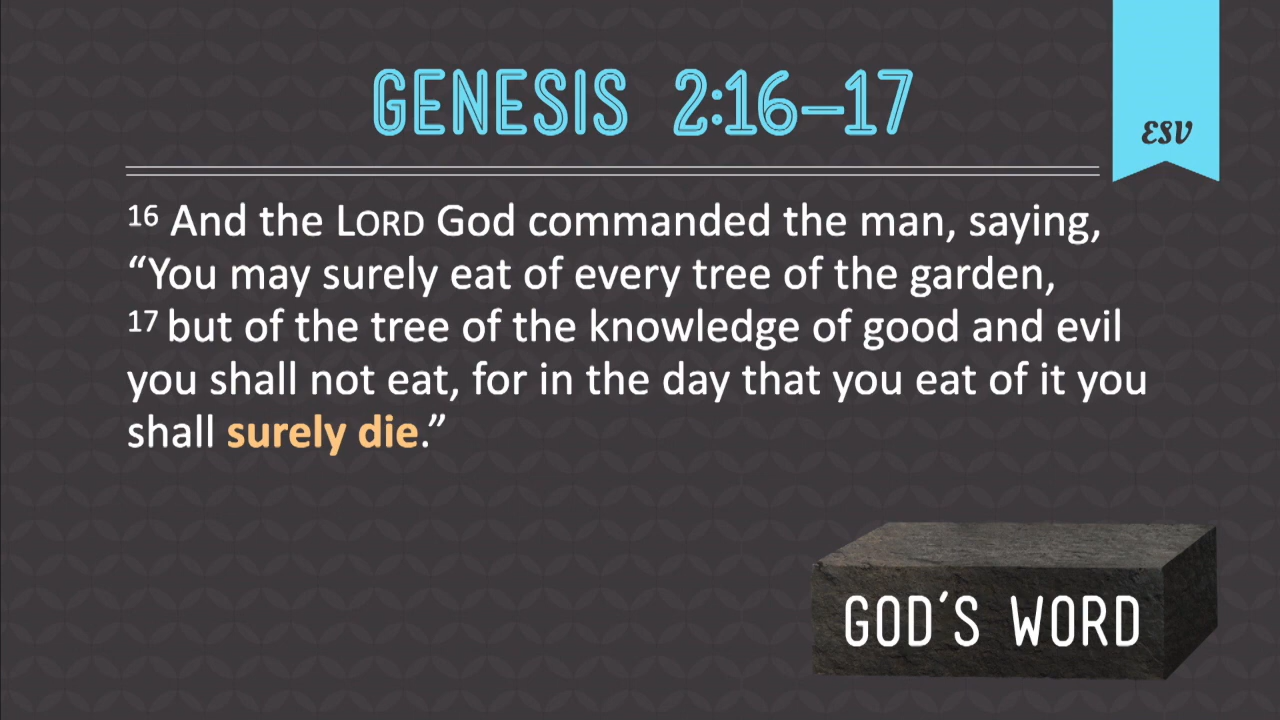 GENESIS 2:16–17
ESV
16 And the LORD God commanded the man, saying,
“You may surely eat of every tree of the garden,
17 but of the tree of the knowledge of good and evil
you shall not eat, for in the day that you eat of it you
shall surely die.”
GOD'S WORD